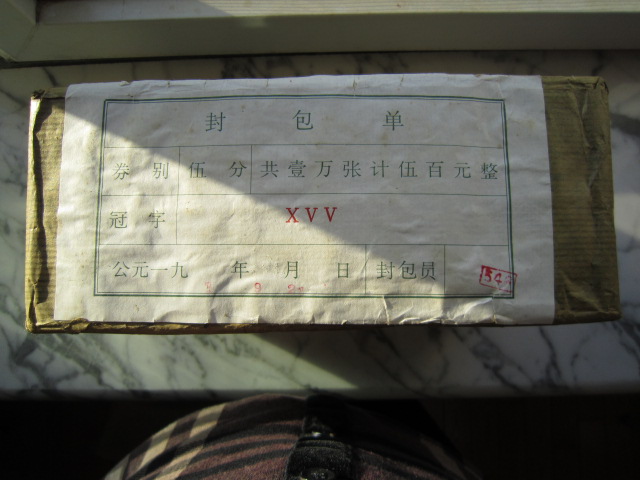 封包单
券别 伍分 共壹万张计伍百元整
冠字 XVV
公元一九 年 月 日 封包员